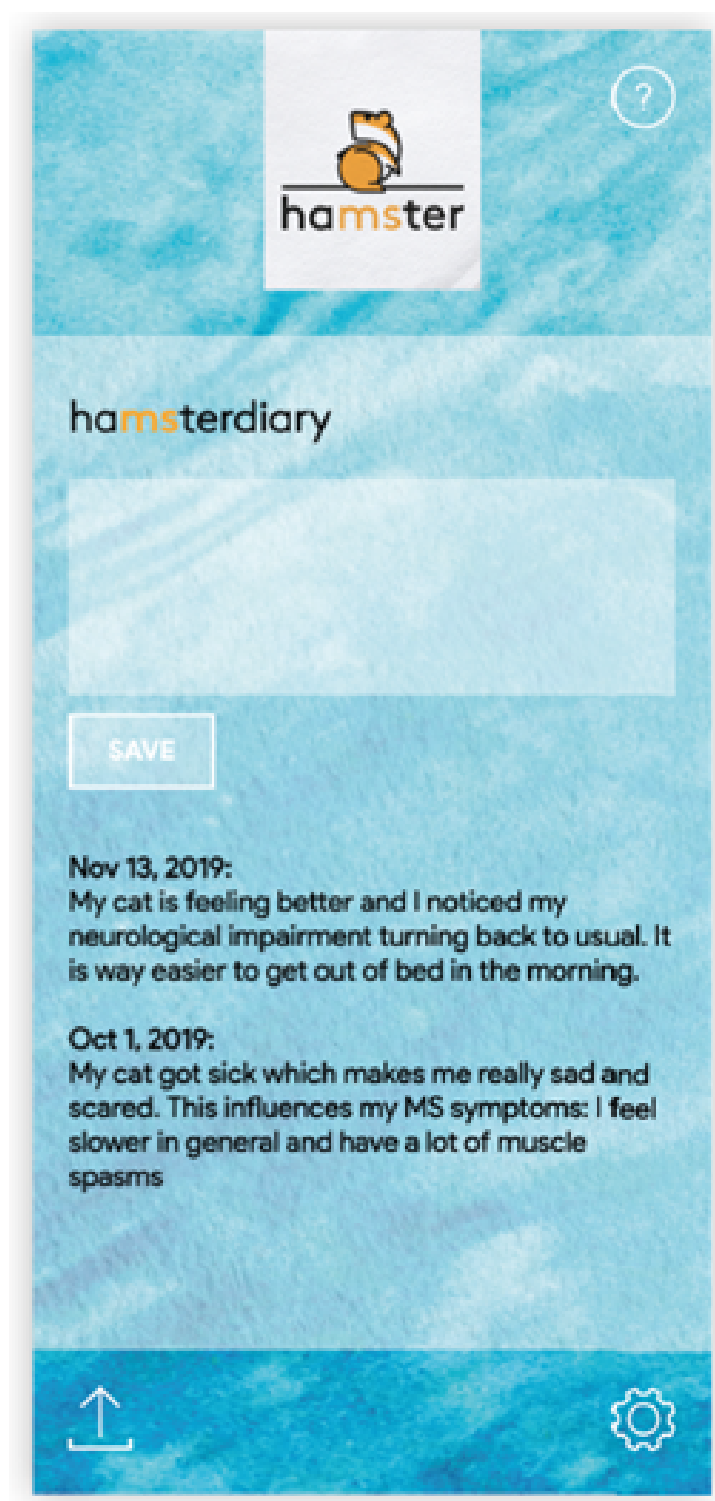 ?
hamster
hamsterdiary
SAVE
Nov 13, 2019:
My cat is feeling better and I noticed my
neurological impairment turning back to usual. It
is way easier to get out of bed in the morning.
Oct 1, 2019:
My cat got sick which makes me really sad and
scared. This influences my MS symptoms: I feel
slower in general and have a lot of muscle
spasms